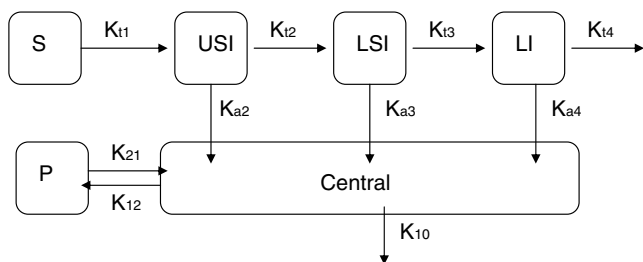 S Kt1 USI Kt2 LSI Kt3 LI Kt4
Ka2 Ka3 Ka4
P K21 Central
K12
K10